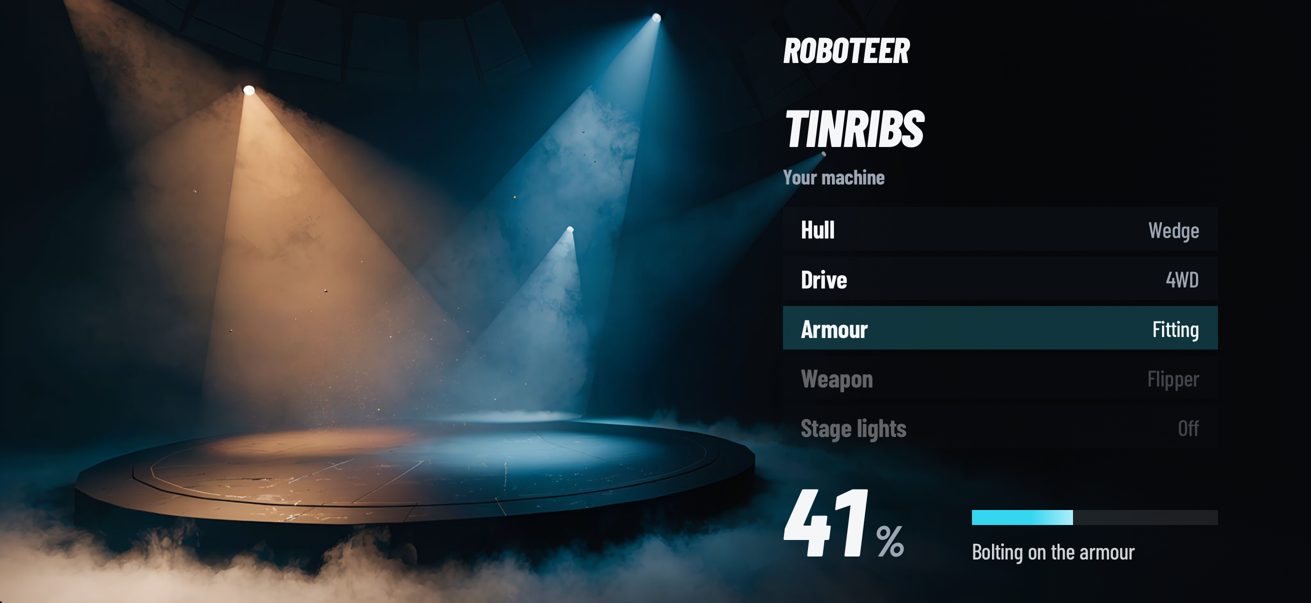 ROBOTEER
TINRIBS
Your machine
Hull Wedge
Drive 4WD
Armour Fitting
Weapon Flipper
Stage lights Off
41%
Bolting on the armour